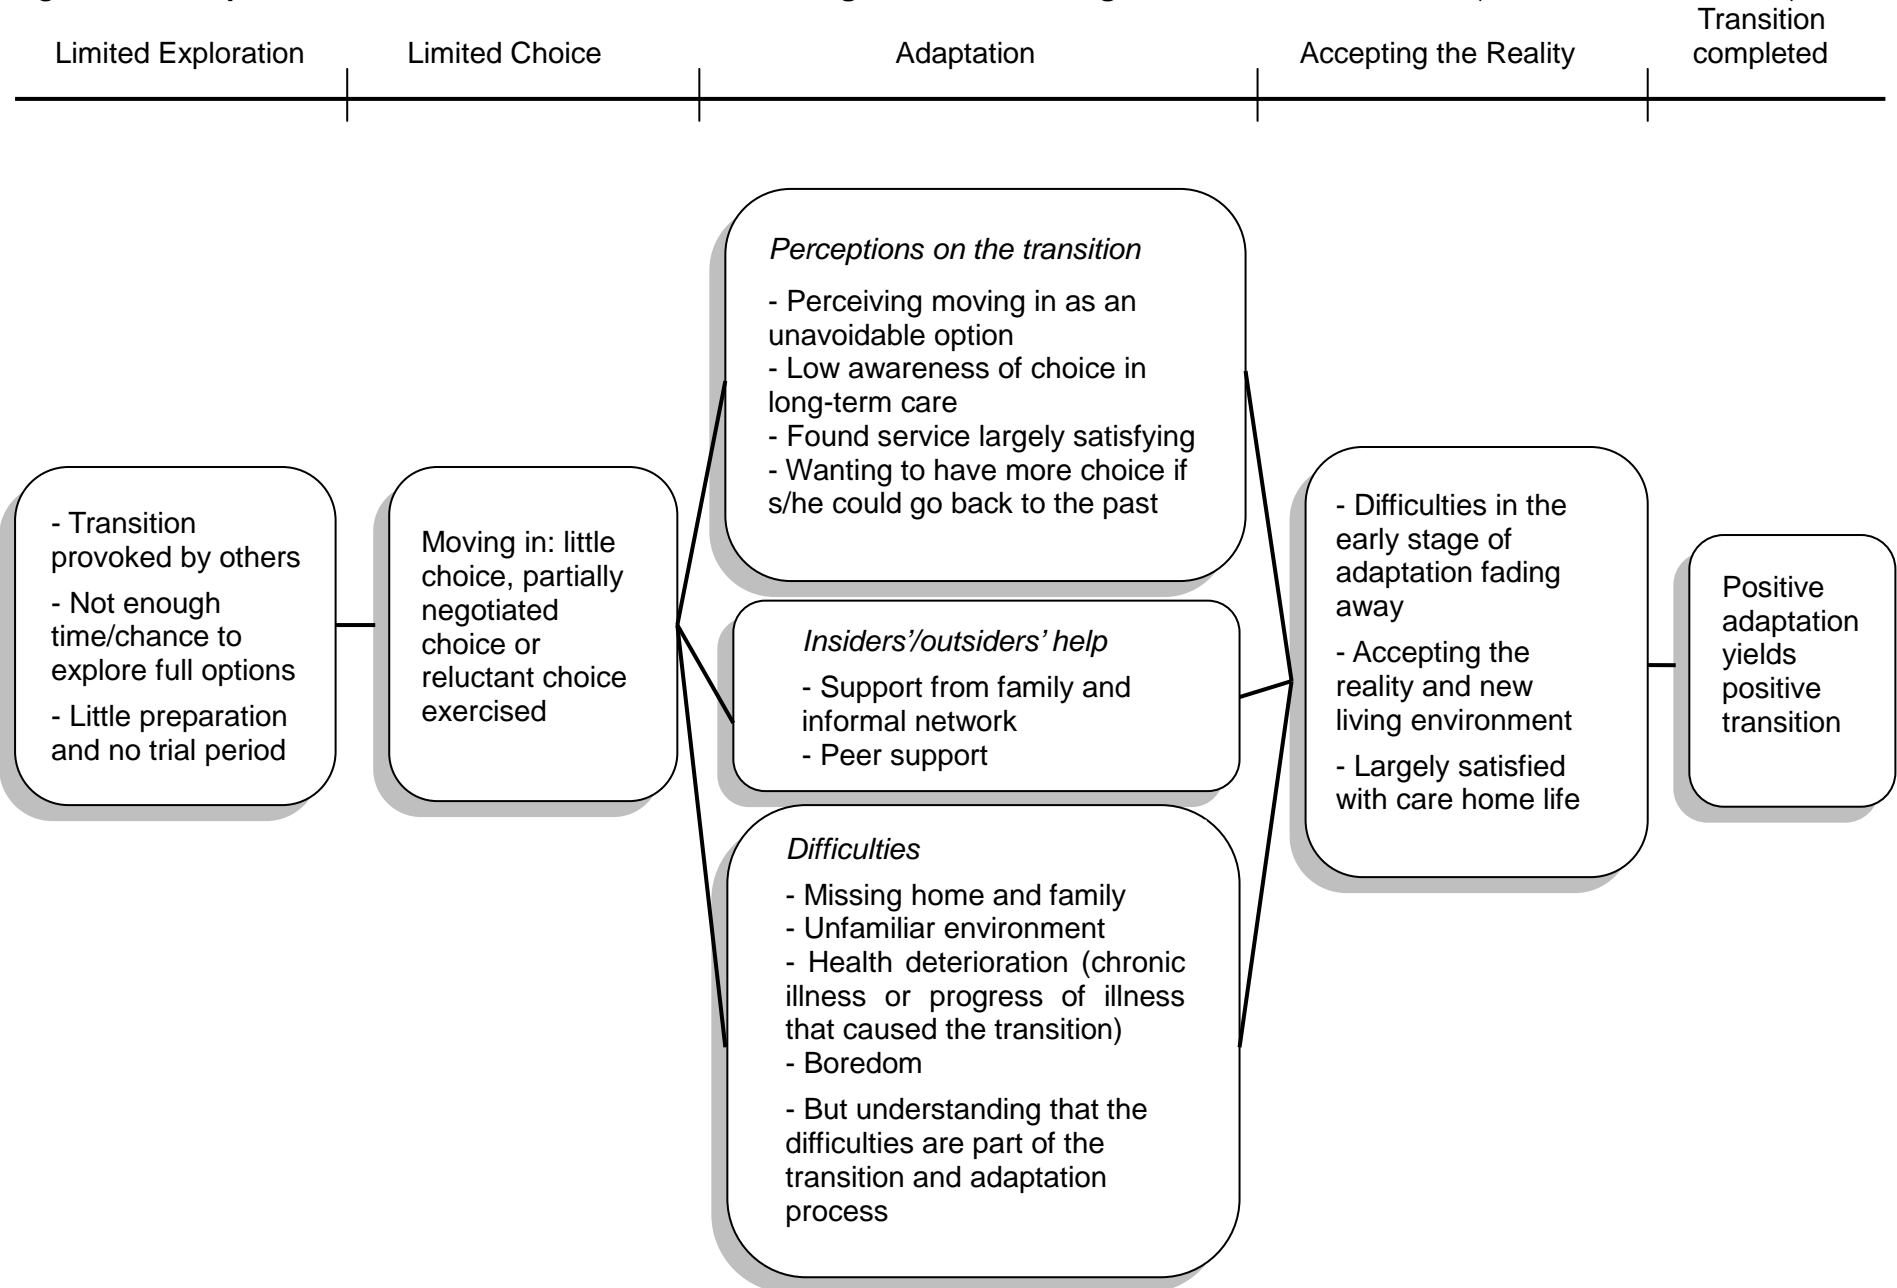 Limited Exploration
Limited Choice
Adaptation
Accepting the Reality
Transition
completed
- Transition
provoked by others
- Not enough
time/chance to
explore full options
- Little preparation
and no trial period
Moving in: little
choice, partially
negotiated
choice or
reluctant choice
exercised
Perceptions on the transition
- Perceiving moving in as an
unavoidable option
- Low awareness of choice in
long-term care
- Found service largely satisfying
- Wanting to have more choice if
s/he could go back to the past
Insiders’/outsiders’ help
- Support from family and
informal network
- Peer support
Difficulties
- Missing home and family
- Unfamiliar environment
- Health deterioration (chronic
illness or progress of illness
that caused the transition)
- Boredom
- But understanding that the
difficulties are part of the
transition and adaptation
process
- Difficulties in the
early stage of
adaptation fading
away
- Accepting the
reality and new
living environment
- Largely satisfied
with care home life
Positive
adaptation
yields
positive
transition